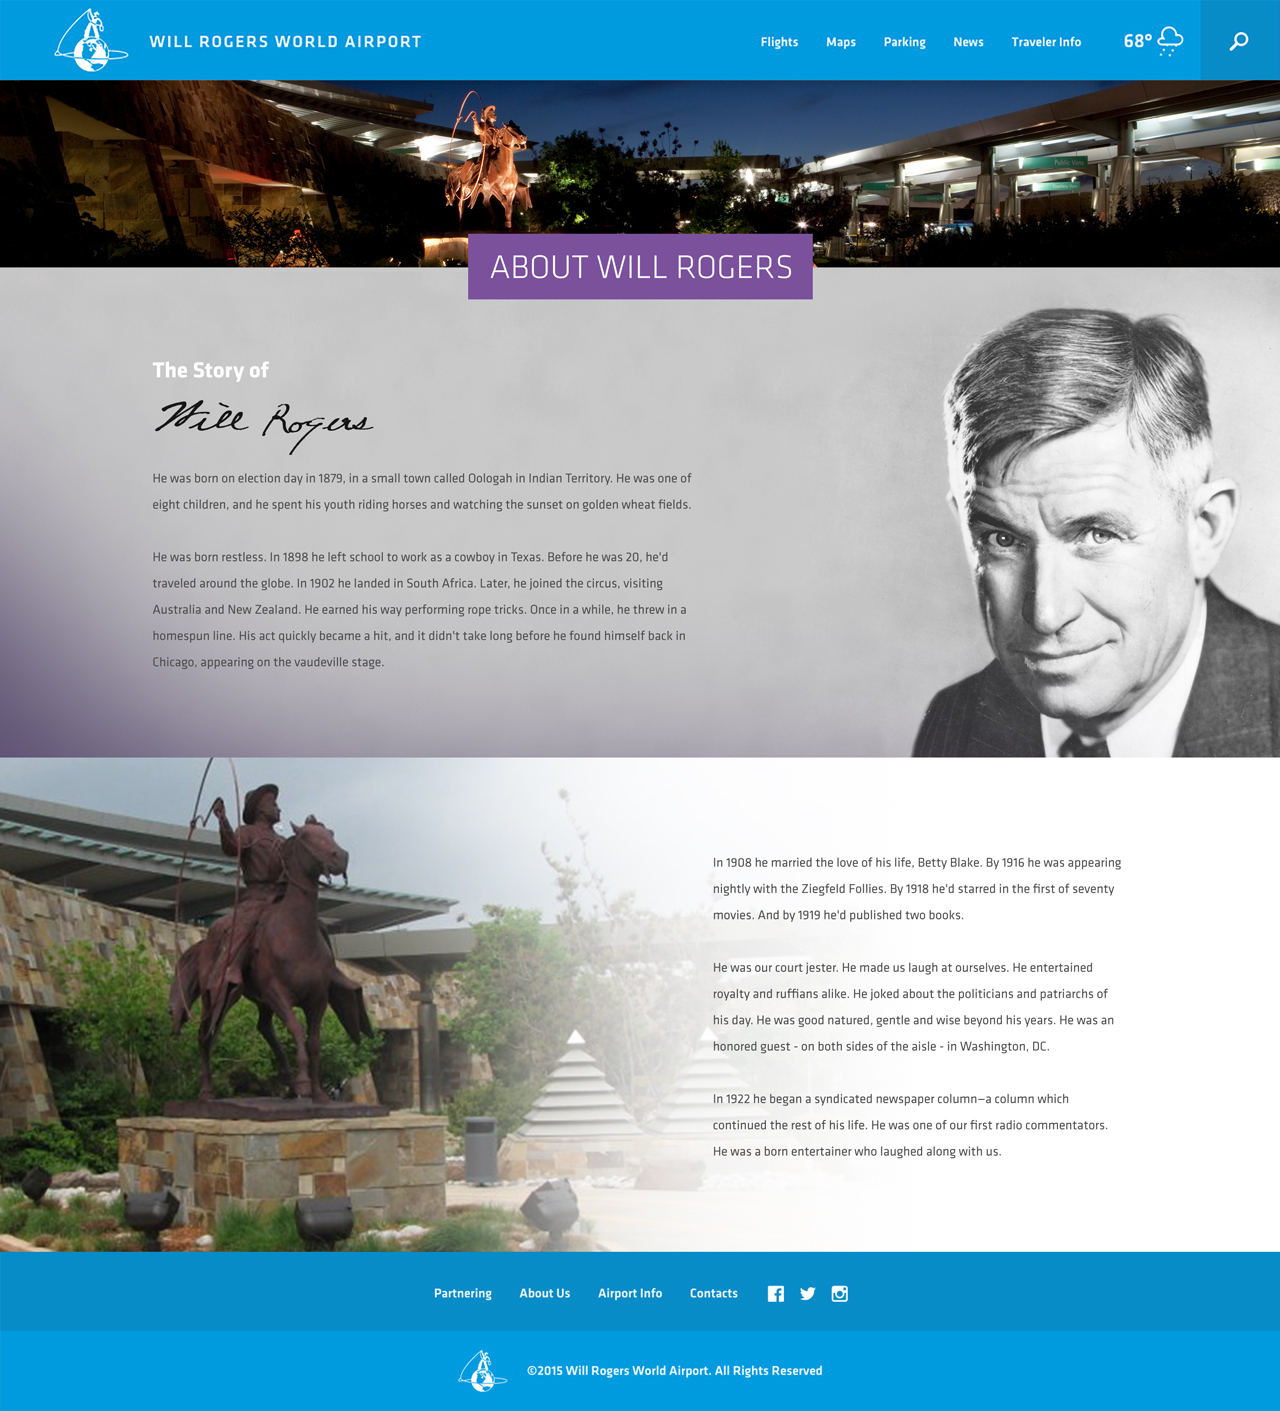 WILL ROGERS WORLD AIRPORT
Flights Maps Parking News Traveler Info 68°
Public Vans
ABOUT WILL ROGERS
The Story of
Will Rogers
He was born on election day in 1879, in a small town called Oologah in Indian Territory. He was one of
eight children, and he spent his youth riding horses and watching the sunset on golden wheat fields.
He was born restless. In 1898 he left school to work as a cowboy in Texas. Before he was 20, he'd
traveled around the globe. In 1902 he landed in South Africa. Later, he joined the circus, visiting
Australia and New Zealand. He earned his way performing rope tricks. Once in a while, he threw in a
homespun line. His act quickly became a hit, and it didn't take long before he found himself back in
Chicago, appearing on the vaudeville stage.
In 1908 he married the love of his life, Betty Blake. By 1916 he was appearing
nightly with the Ziegfeld Follies. By 1918 he'd starred in the first of seventy
movies. And by 1919 he'd published two books.
He was our court jester. He made us laugh at ourselves. He entertained
royalty and ruffians alike. He joked about the politicians and patriarchs of
his day. He was good natured, gentle and wise beyond his years. He was an
honored guest - on both sides of the aisle - in Washington, DC.
In 1922 he began a syndicated newspaper column—a column which
continued the rest of his life. He was one of our first radio commentators.
He was a born entertainer who laughed along with us.
Partnering About Us Airport Info Contacts
©2015 Will Rogers World Airport. All Rights Reserved